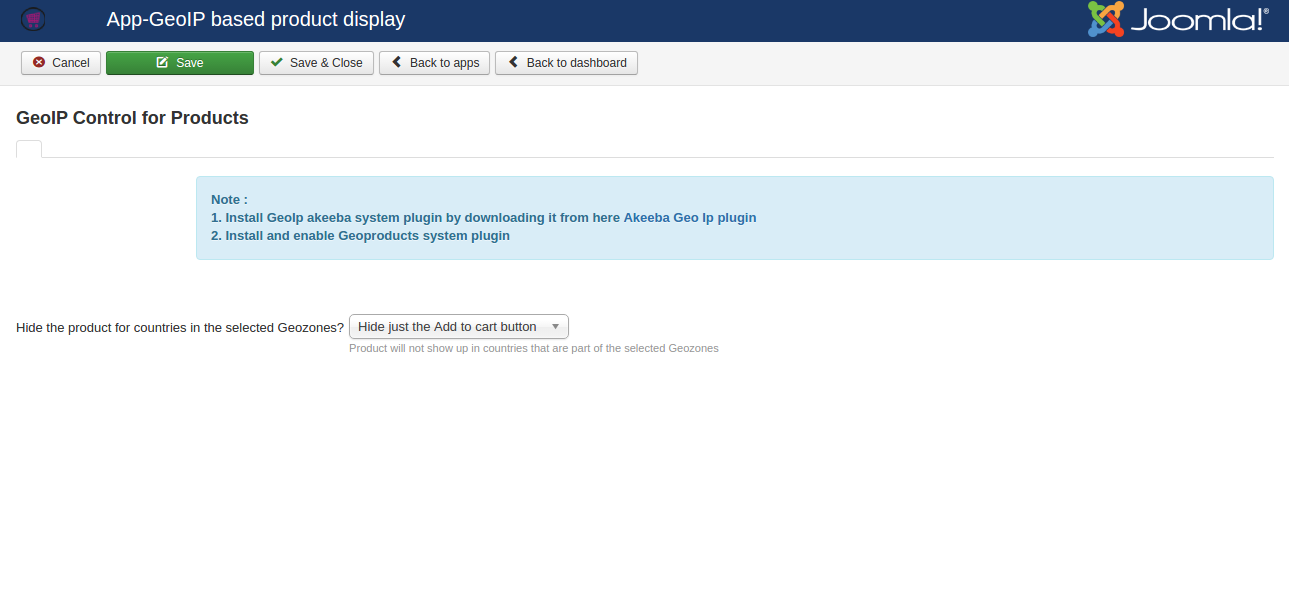 App-GeoIP based product display
Joomla!®
Cancel Save Save & Close Back to apps Back to dashboard
GeoIP Control for Products
Note :
1. Install GeoIp akeeba system plugin by downloading it from here Akeeba Geo Ip plugin
2. Install and enable Geoproducts system plugin
Hide the product for countries in the selected Geozones? Hide just the Add to cart button
Product will not show up in countries that are part of the selected Geozones